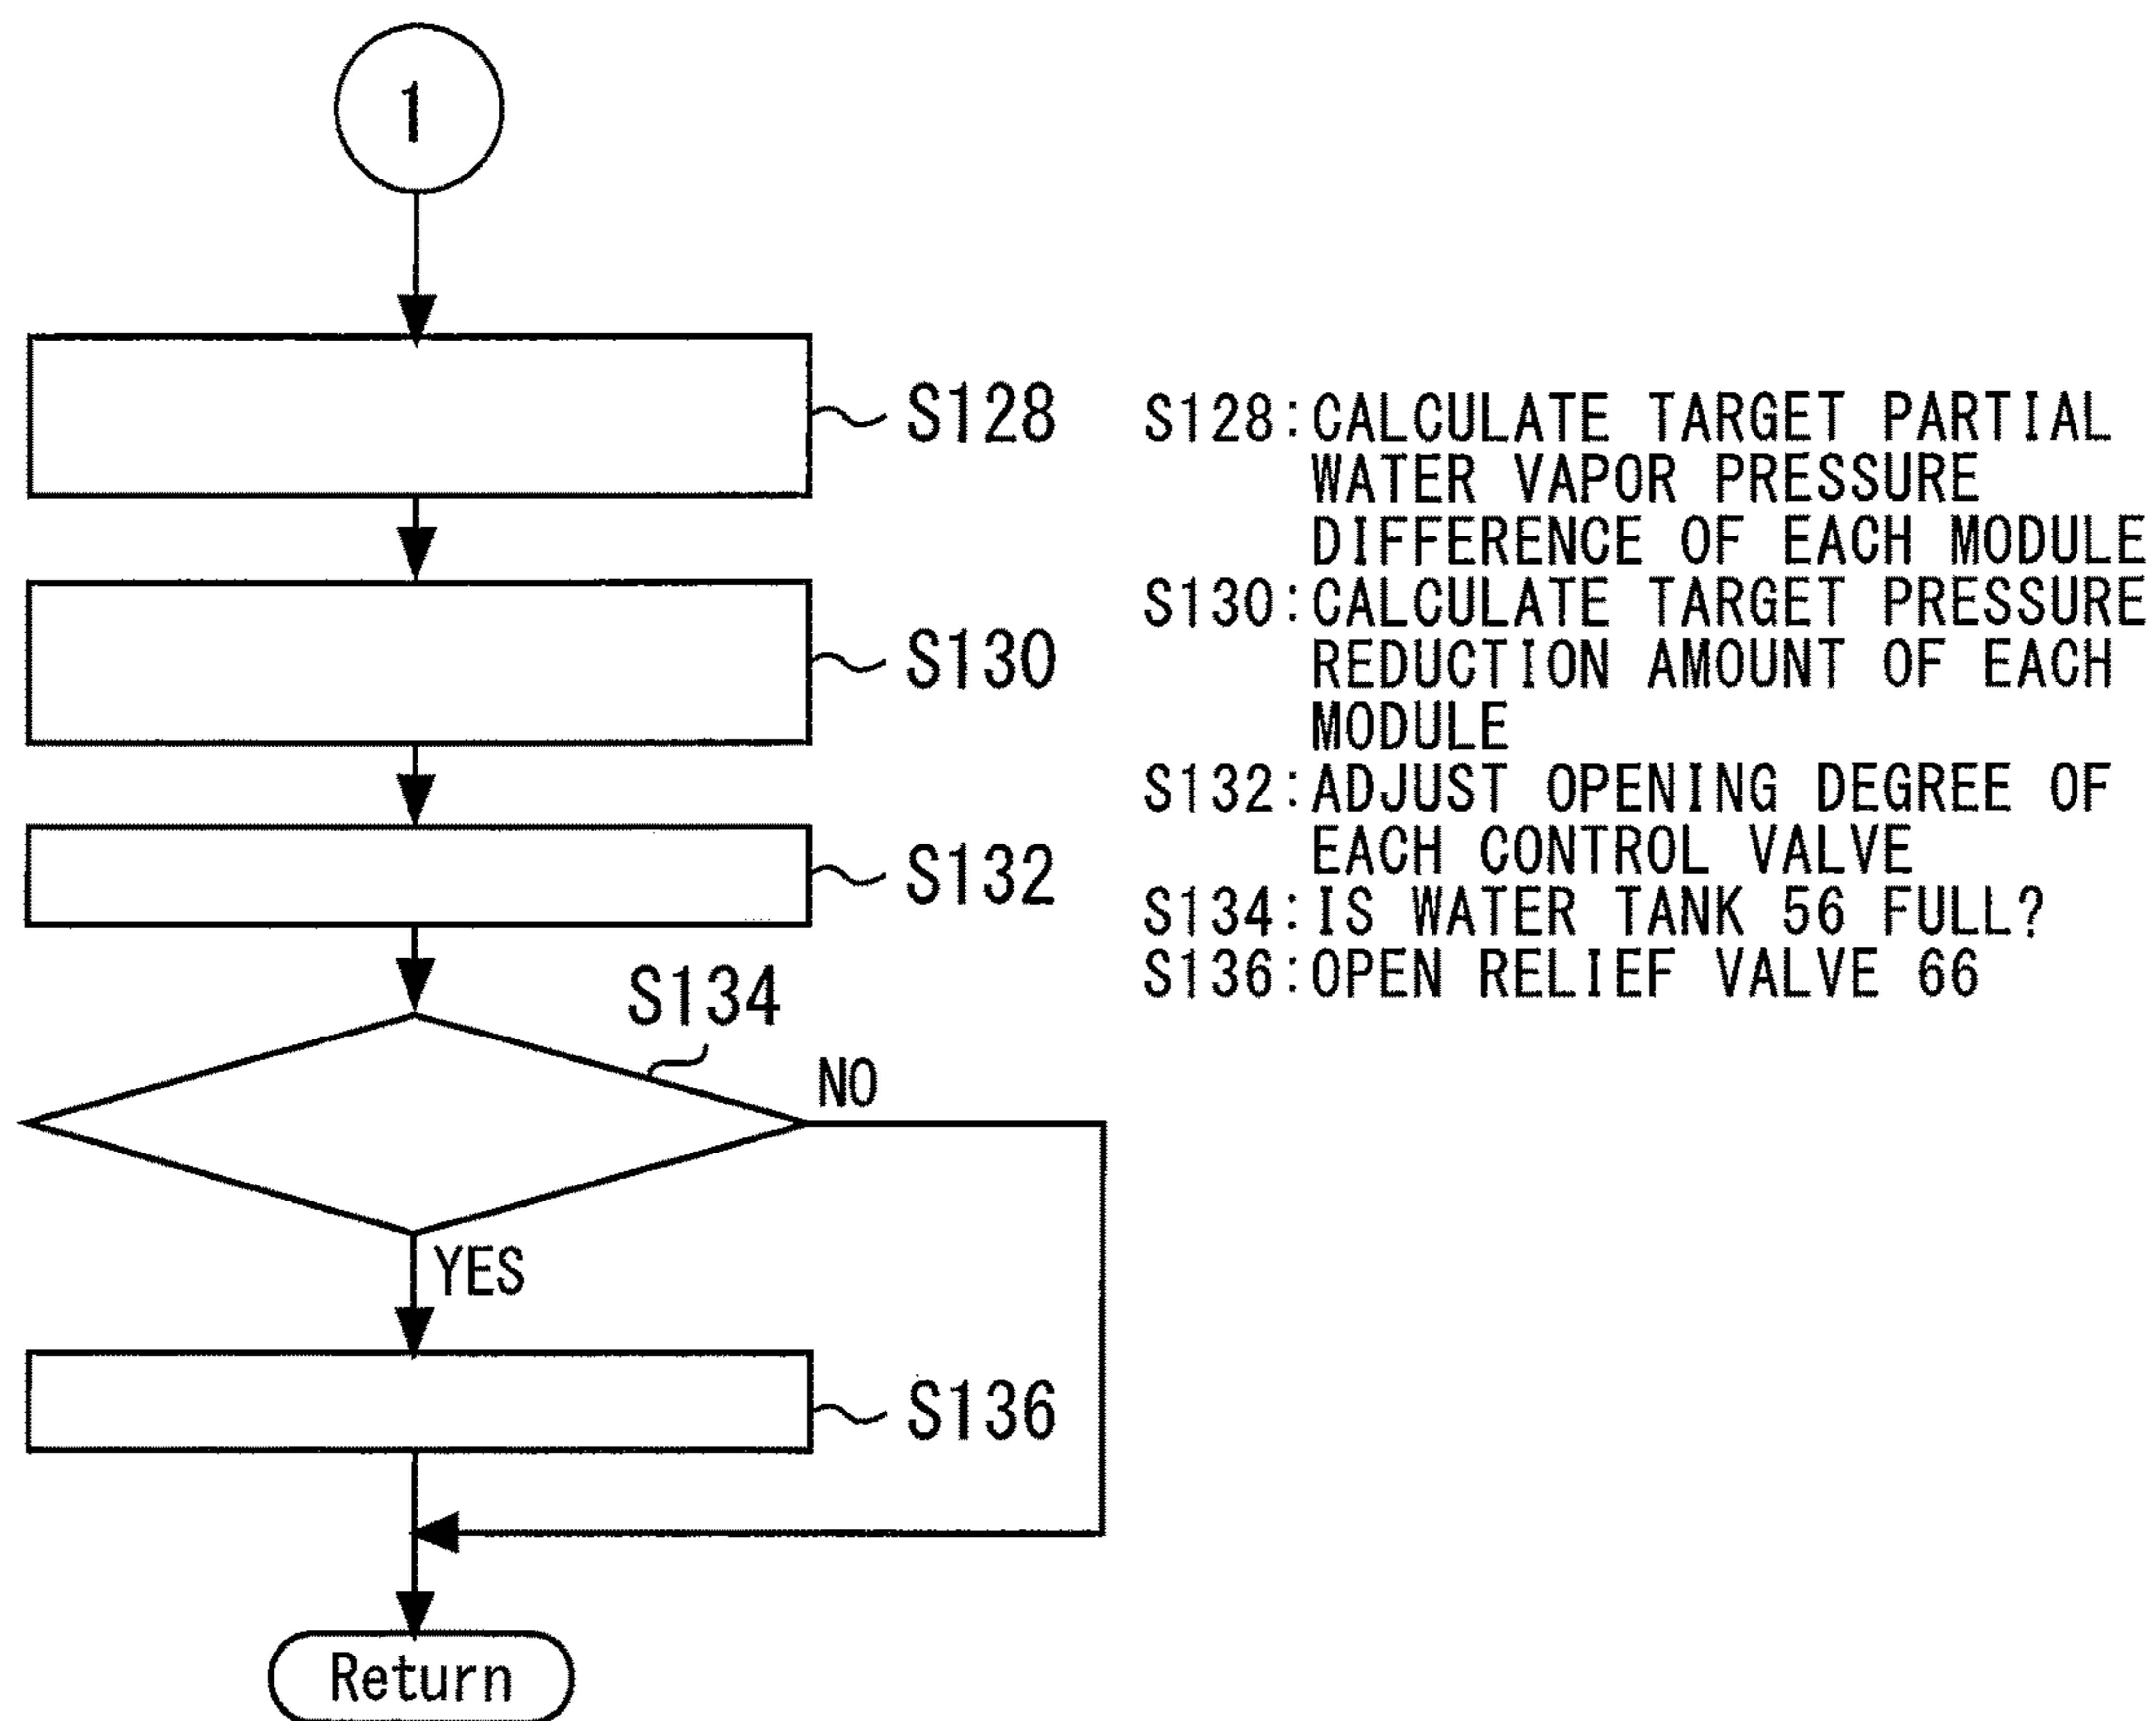 1
S128
S130
S132
S134
NO
YES
S136
Return
S128:CALCULATE TARGET PARTIAL
WATER VAPOR PRESSURE
DIFFERENCE OF EACH MODULE
S130:CALCULATE TARGET PRESSURE
REDUCTION AMOUNT OF EACH
MODULE
S132:ADJUST OPENING DEGREE OF
EACH CONTROL VALVE
S134:IS WATER TANK 56 FULL?
S136:OPEN RELIEF VALVE 66